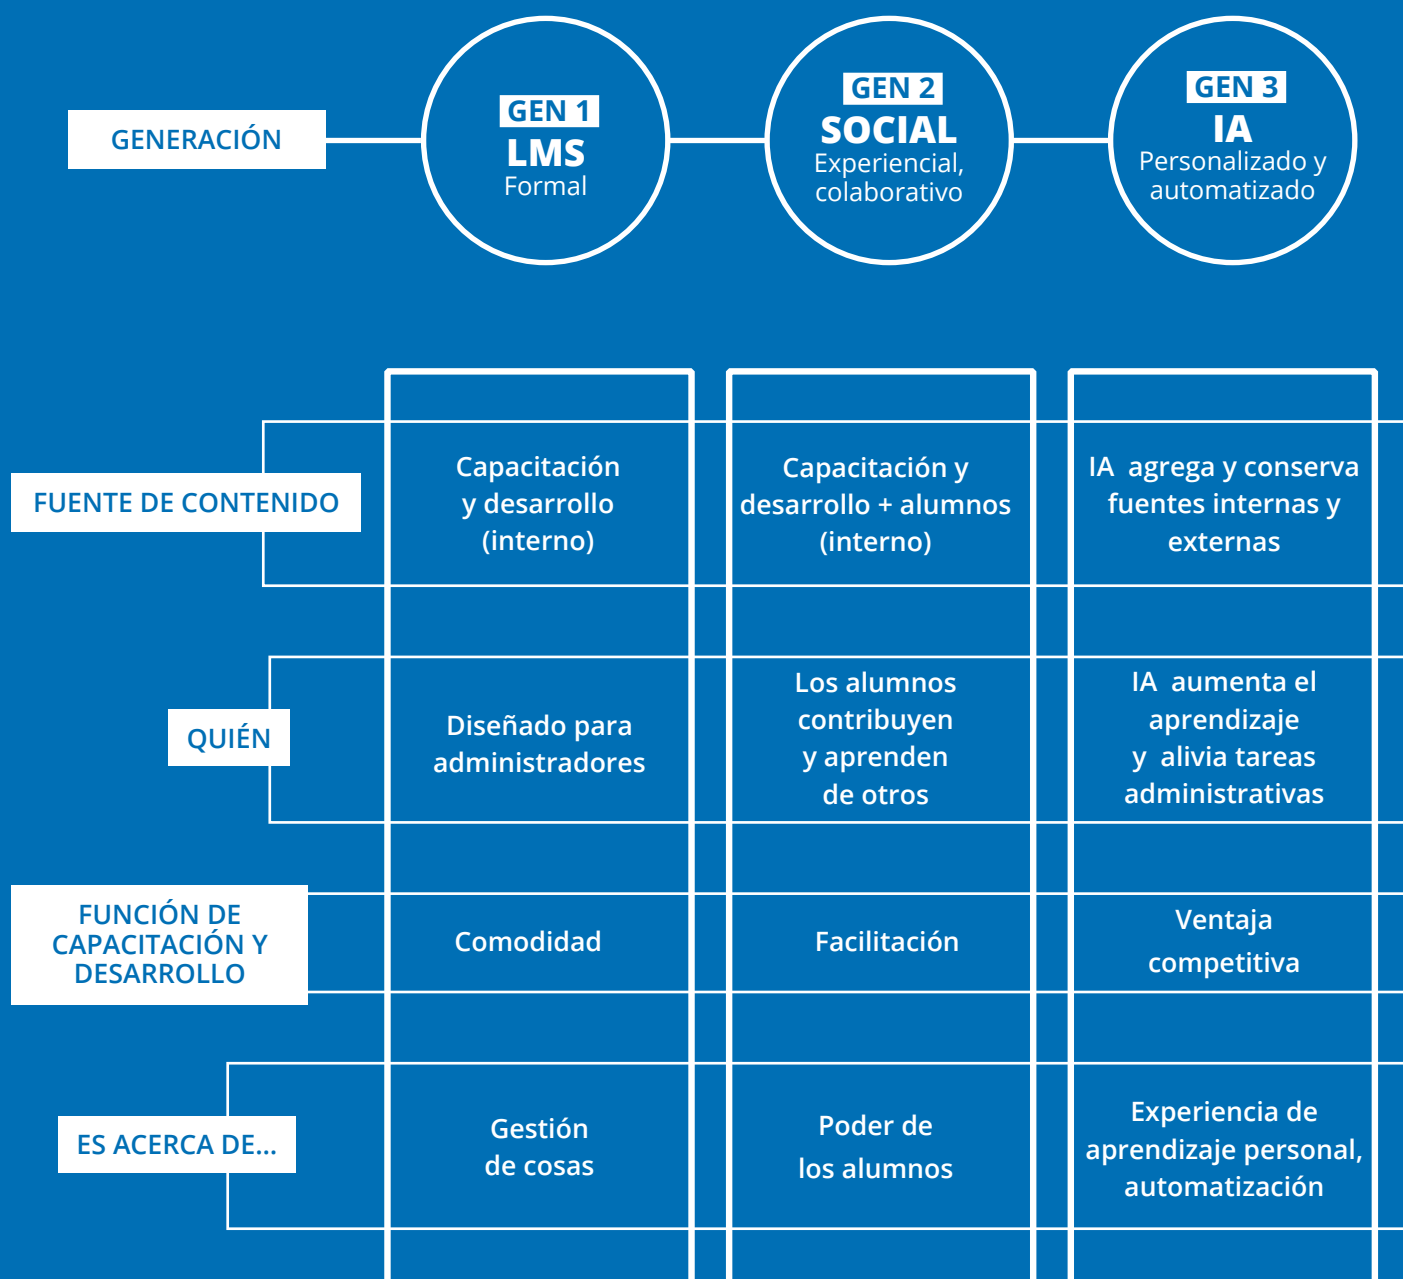 GENERACIÓN
GEN 1
LMS
Formal
GEN 2
SOCIAL
Experiencial,
colaborativo
GEN 3
IA
Personalizado y
automatizado
FUENTE DE CONTENIDO
Capacitación
y desarrollo
(interno)
Capacitación y
desarrollo + alumnos
(interno)
IA agrega y conserva
fuentes internas y
externas
QUIÉN
Diseñado para
administradores
Los alumnos
contribuyen
y aprenden
de otros
IA aumenta el
aprendizaje
y alivia tareas
administrativas
FUNCIÓN DE
CAPACITACIÓN Y
DESARROLLO
Comodidad
Facilitación
Ventaja
competitiva
ES ACERCA DE...
Gestión
de cosas
Poder de
los alumnos
Experiencia de
aprendizaje personal,
automatización